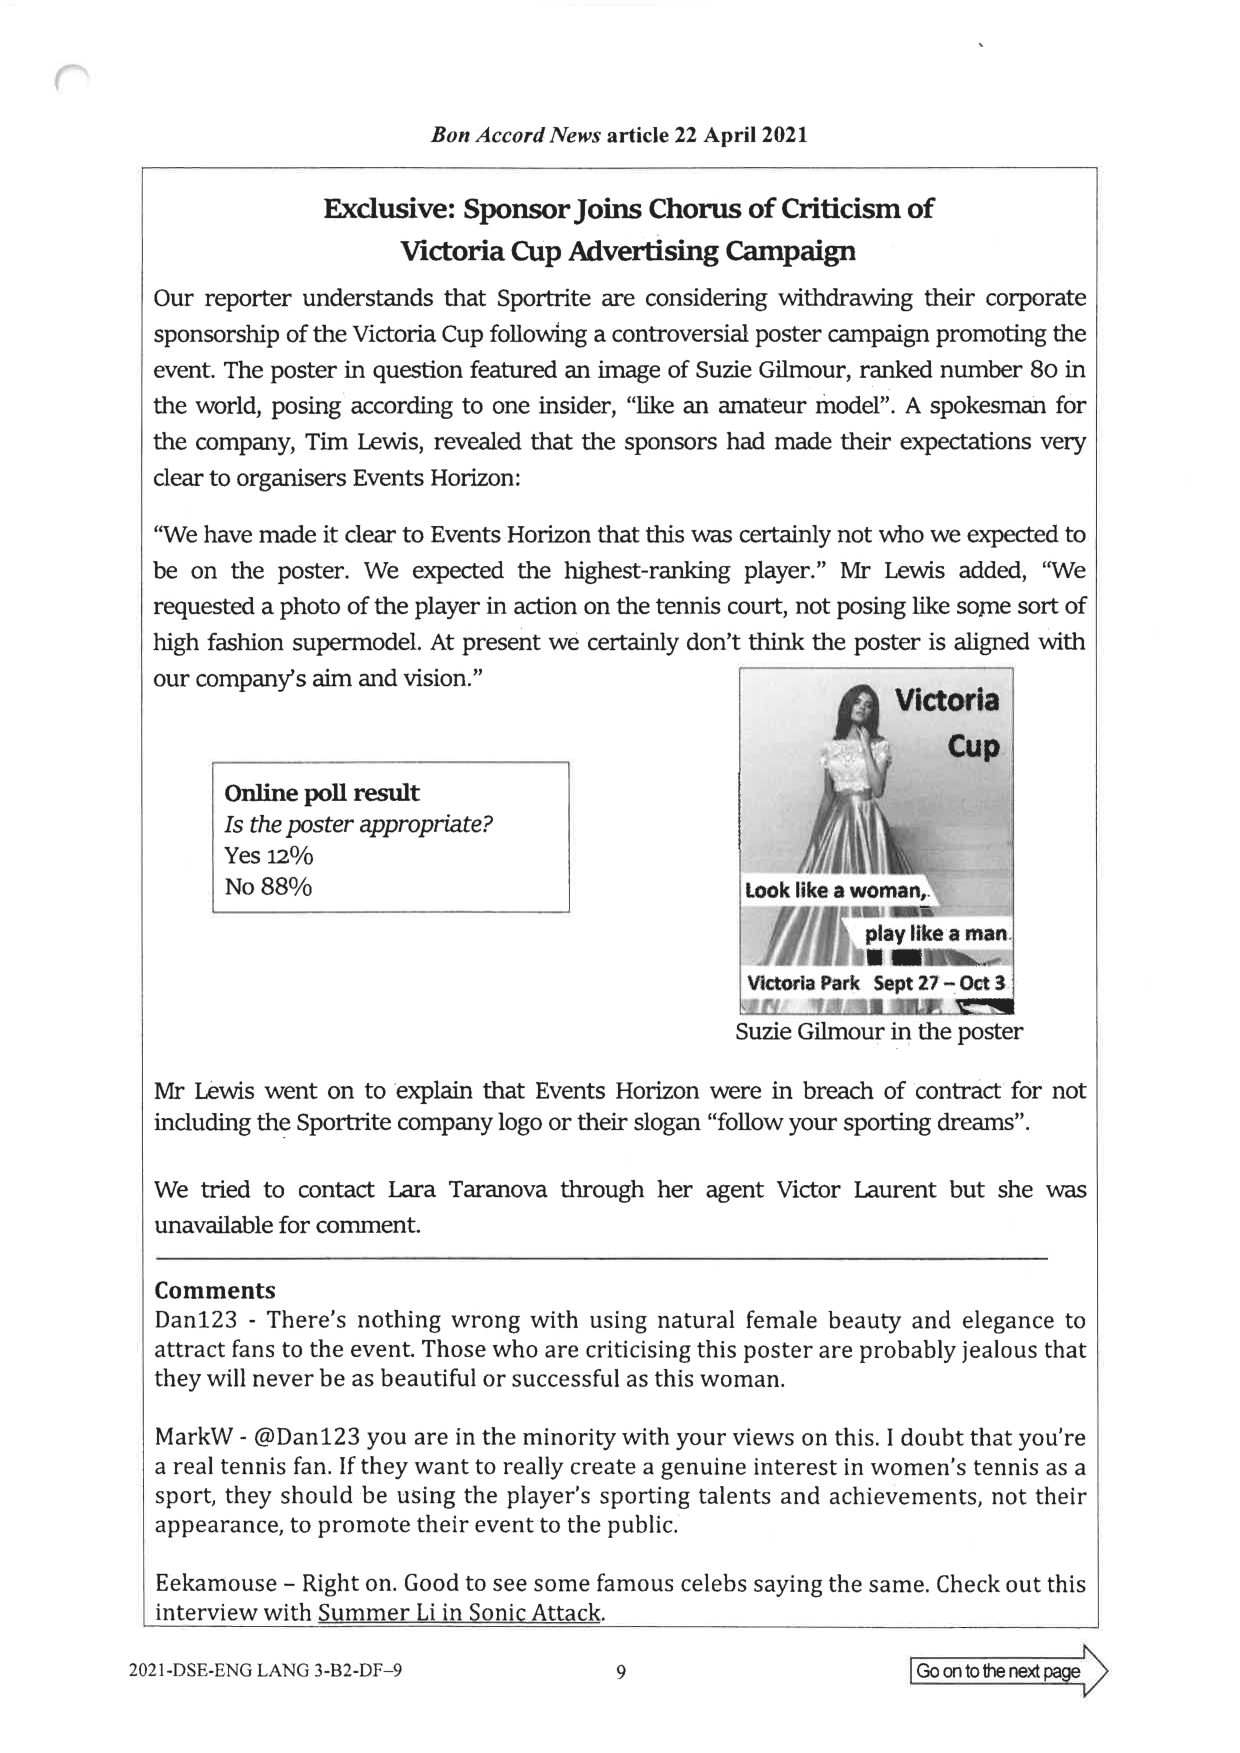 Bon Accord News article 22 April 2021
Exclusive: Sponsor Joins Chorus of Criticism of
Victoria Cup Advertising Campaign
Our reporter understands that Sportrite are considering withdrawing their corporate
sponsorship of the Victoria Cup following a controversial poster campaign promoting the
event. The poster in question featured an image of Suzie Gilmour, ranked number 80 in
the world, posing according to one insider, “like an amateur model”. A spokesman for
the company, Tim Lewis, revealed that the sponsors had made their expectations very
clear to organisers Events Horizon:
“We have made it clear to Events Horizon that this was certainly not who we expected to
be on the poster. We expected the highest-ranking player.” Mr Lewis added, “We
requested a photo of the player in action on the tennis court, not posing like some sort of
high fashion supermodel. At present we certainly don’t think the poster is aligned with
our company’s aim and vision.”
Online poll result
Is the poster appropriate?
Yes 12%
No 88%
Victoria
Cup
Look like a woman,
play like a man
Victoria Park Sept 27 – Oct 3
Suzie Gilmour in the poster
Mr Lewis went on to explain that Events Horizon were in breach of contract for not
including the Sportrite company logo or their slogan “follow your sporting dreams”.
We tried to contact Lara Taranova through her agent Victor Laurent but she was
unavailable for comment.
Comments
Dan123 - There’s nothing wrong with using natural female beauty and elegance to
attract fans to the event. Those who are criticising this poster are probably jealous that
they will never be as beautiful or successful as this woman.
MarkW - @Dan123 you are in the minority with your views on this. I doubt that you’re
a real tennis fan. If they want to really create a genuine interest in women’s tennis as a
sport, they should be using the player’s sporting talents and achievements, not their
appearance, to promote their event to the public.
Eekamouse – Right on. Good to see some famous celebs saying the same. Check out this
interview with Summer Li in Sonic Attack.
2021-DSE-ENG LANG 3-B2-DF–9
9
Go on to the next page